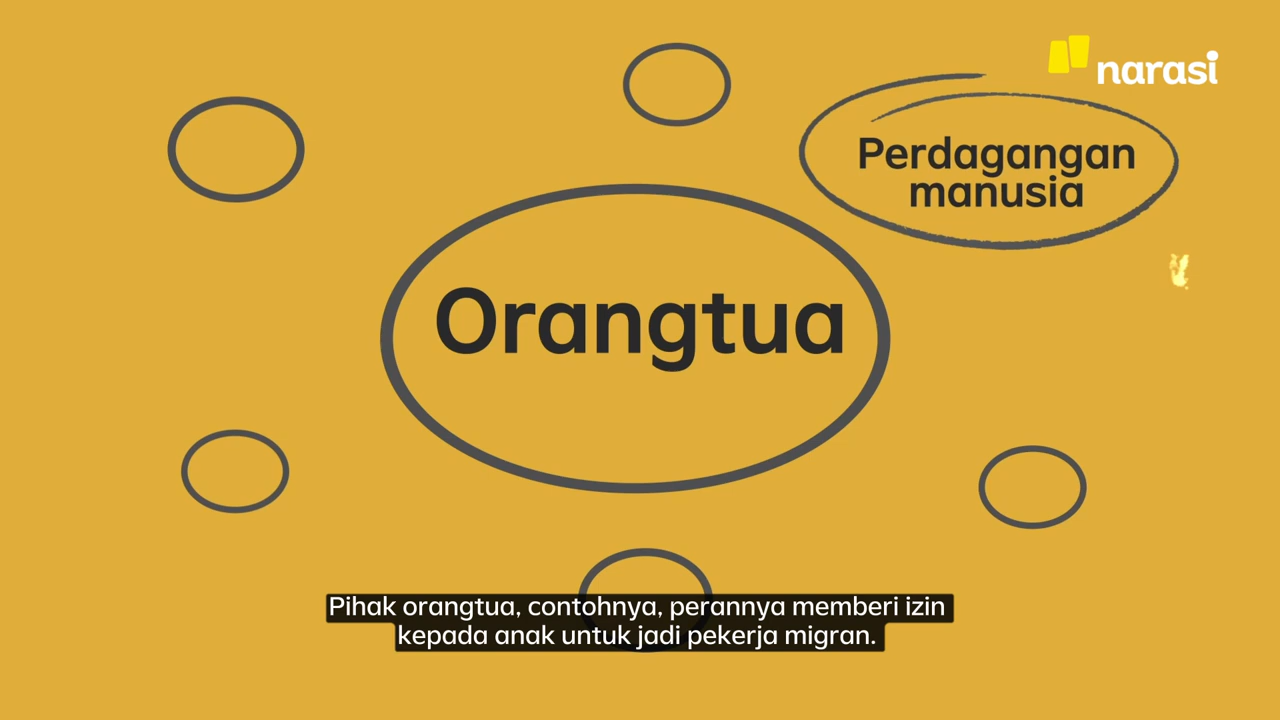 narasi
Perdagangan
manusia
Orangtua
Pihak orangtua, contohnya, perannya memberi izin
kepada anak untuk jadi pekerja migran.